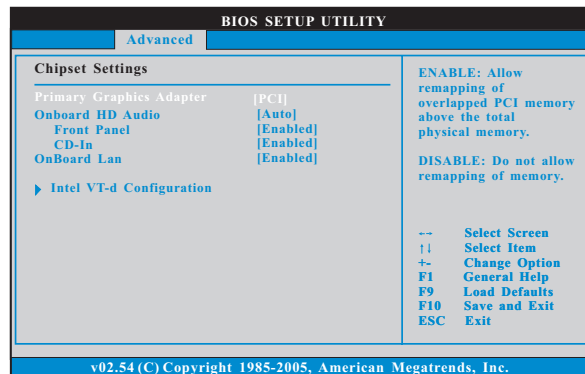 BIOS SETUP UTILITY
Advanced
Chipset Settings
Primary Graphics Adapter [PCI]
Onboard HD Audio [Auto]
Front Panel [Enabled]
CD-In [Enabled]
OnBoard Lan [Enabled]
Intel VT-d Configuration
ENABLE: Allow
remapping of
overlapped PCI memory
above the total
physical memory.
DISABLE: Do not allow
remapping of memory.
←→ Select Screen
↑↓ Select Item
+- Change Option
F1 General Help
F9 Load Defaults
F10 Save and Exit
ESC Exit
v02.54 (C) Copyright 1985-2005, American Megatrends, Inc.